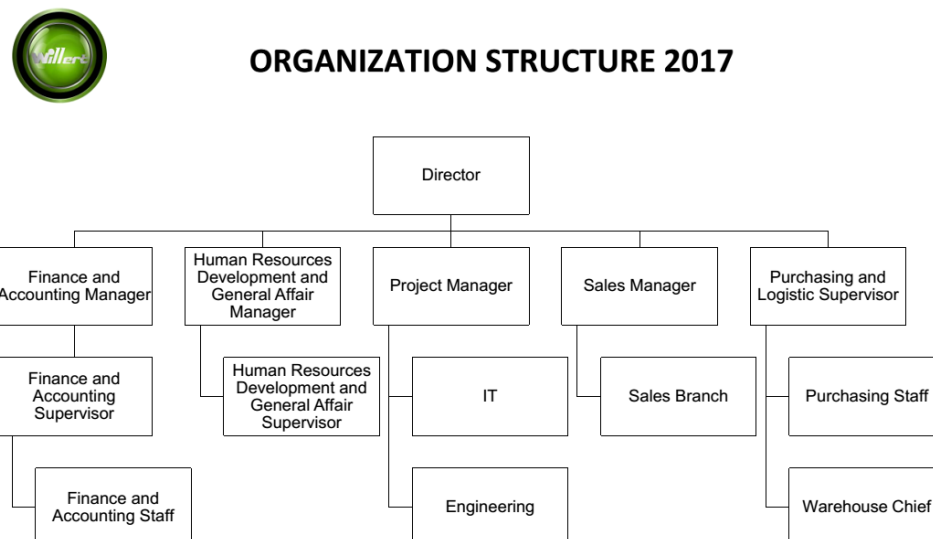 Willert
ORGANIZATION STRUCTURE 2017
Director
Finance and
Accounting Manager
Human Resources
Development and
General Affair
Manager
Project Manager
Sales Manager
Purchasing and
Logistic Supervisor
Finance and
Accounting
Supervisor
Human Resources
Development and
General Affair
Supervisor
IT
Sales Branch
Purchasing Staff
Finance and
Accounting Staff
Engineering
Warehouse Chief